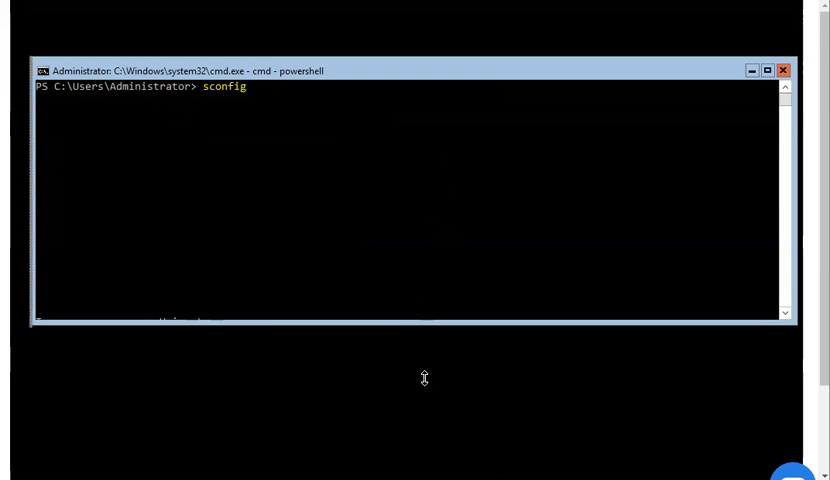 Administrator: C:\Windows\system32\cmd.exe - cmd - powershell
PS C:\Users\Administrator> sconfig